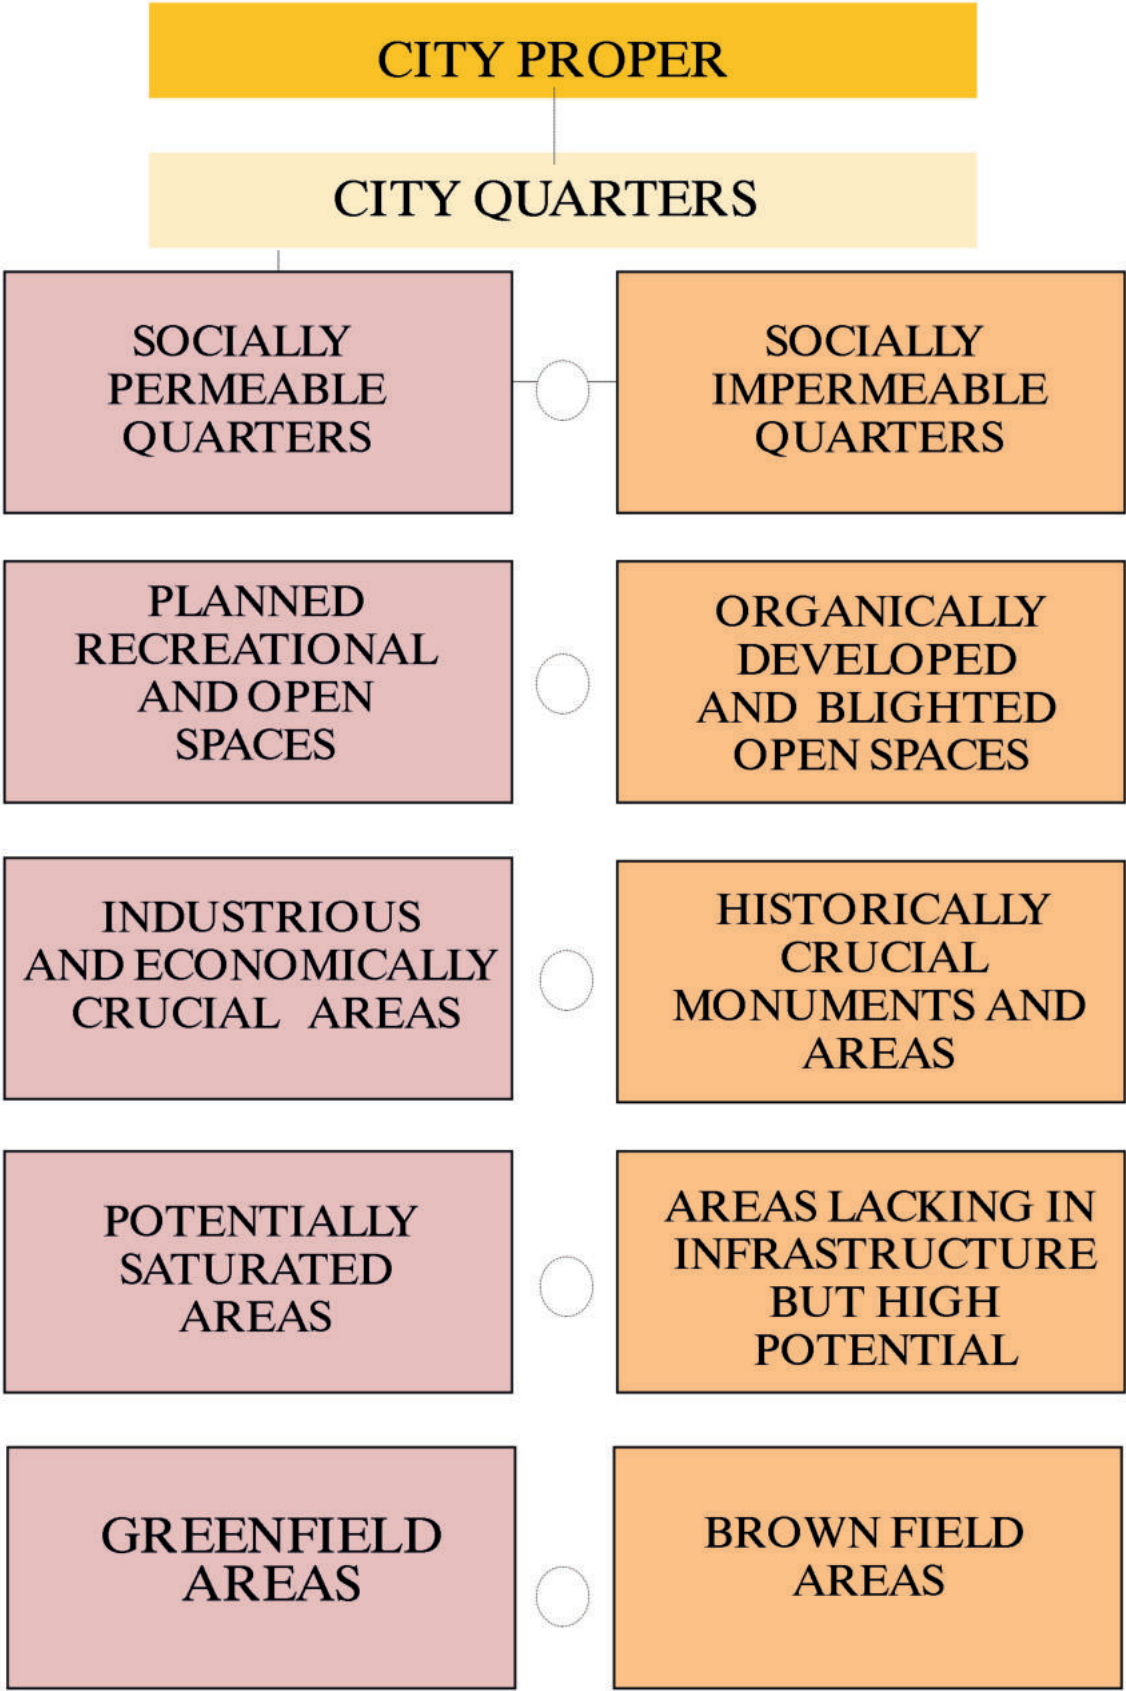 CITY PROPER
CITY QUARTERS
SOCIALLY
PERMEABLE
QUARTERS
SOCIALLY
IMPERMEABLE
QUARTERS
PLANNED
RECREATIONAL
AND OPEN
SPACES
ORGANICALLY
DEVELOPED
AND BLIGHTED
OPEN SPACES
INDUSTRIOUS
AND ECONOMICALLY
CRUCIAL AREAS
HISTORICALLY
CRUCIAL
MONUMENTS AND
AREAS
POTENTIALLY
SATURATED
AREAS
AREAS LACKING IN
INFRASTRUCTURE
BUT HIGH
POTENTIAL
GREENFIELD
AREAS
BROWN FIELD
AREAS